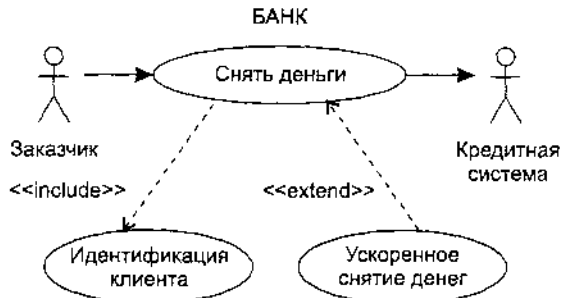 БАНК
Снять деньги
Заказчик
Кредитная
система
<<include>>
<<extend>>
Идентификация
клиента
Ускоренное
снятие денег